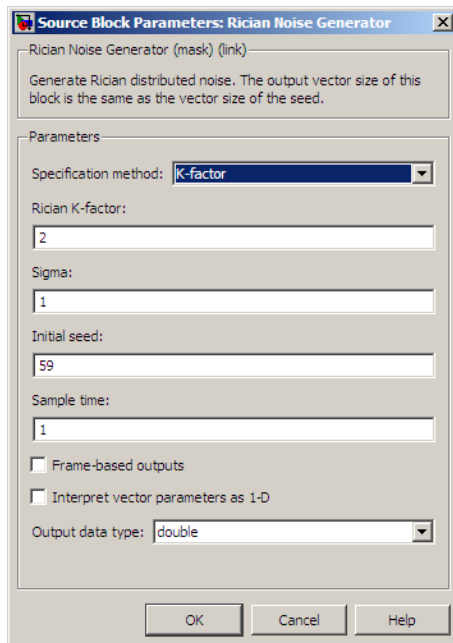 Source Block Parameters: Rician Noise Generator
Rician Noise Generator (mask) (link)
Generate Rician distributed noise. The output vector size of this
block is the same as the vector size of the seed.
Parameters
Specification method: K-factor
Rician K-factor:
2
Sigma:
1
Initial seed:
59
Sample time:
1
Frame-based outputs
Interpret vector parameters as 1-D
Output data type: double
OK Cancel Help